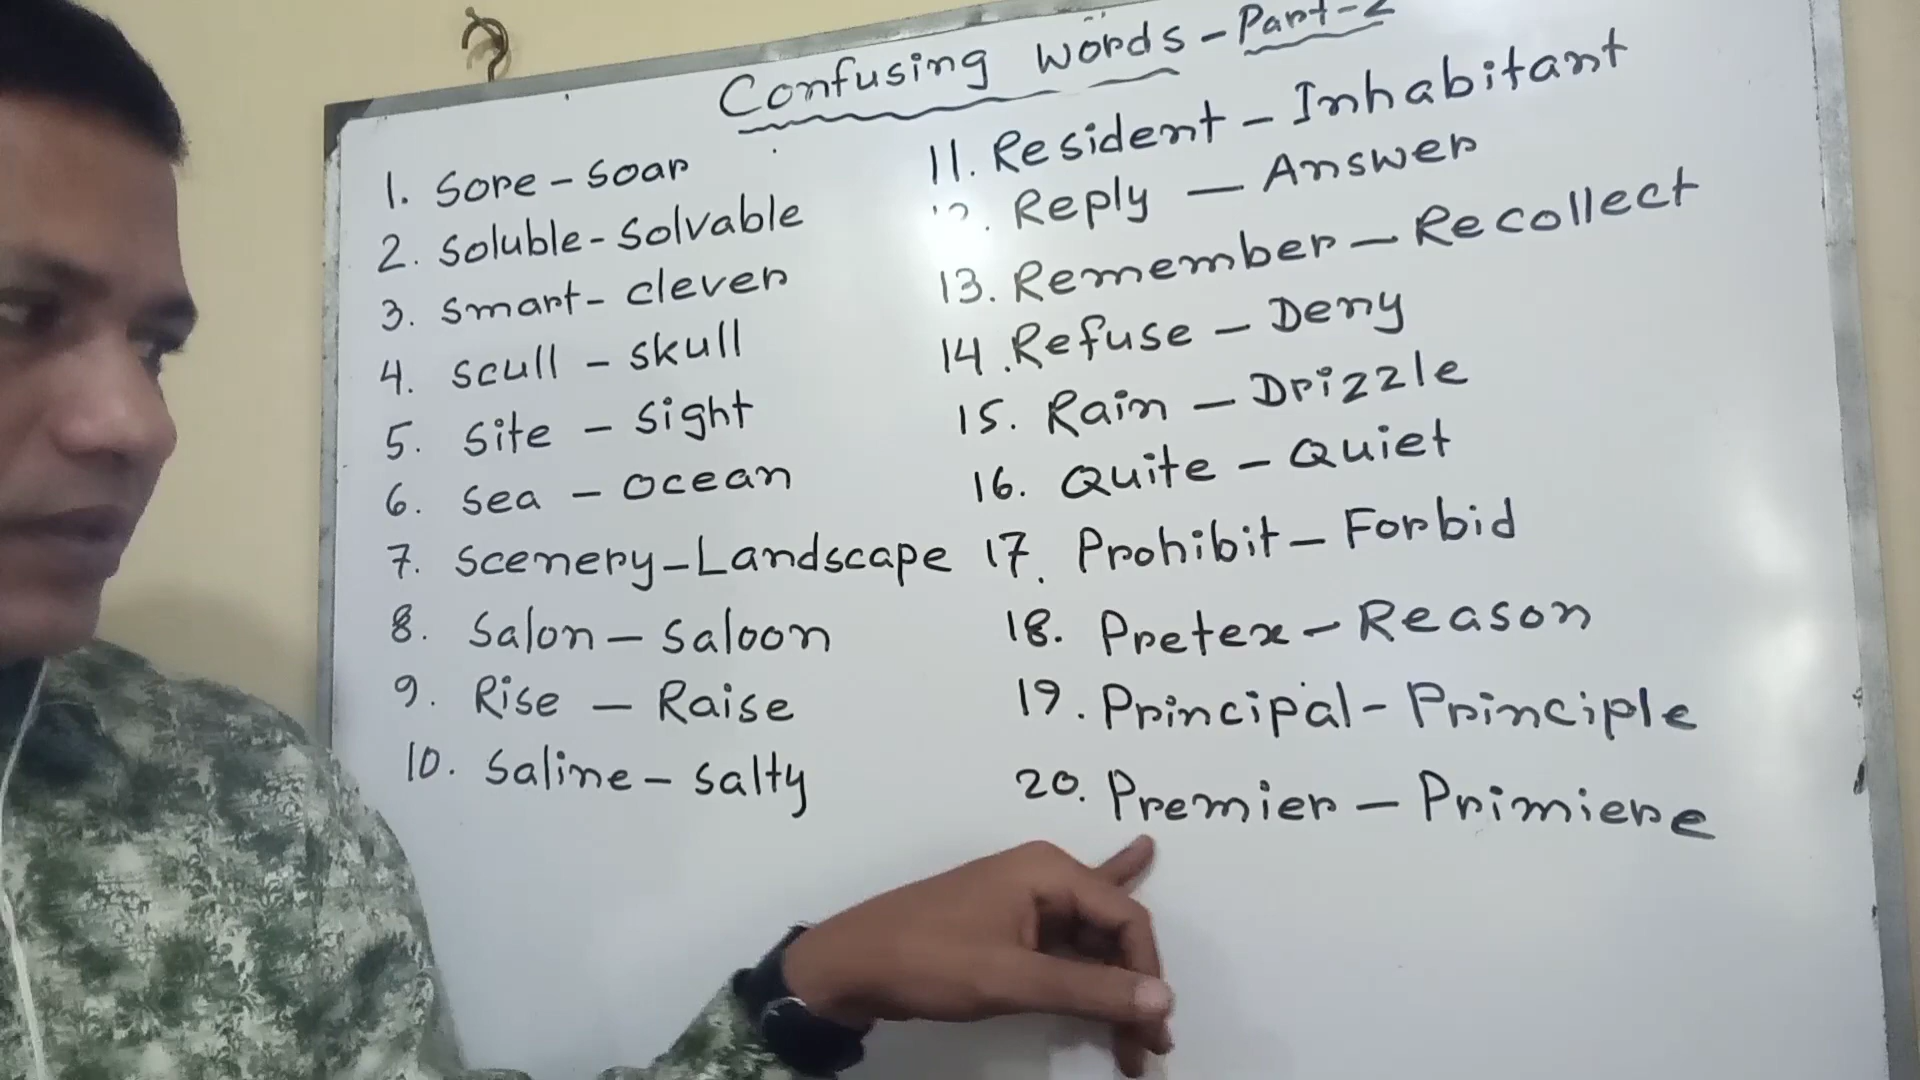 Confusing Words - Part-2
1. Sore - Soar
2. Soluble - Solvable
3. Smart - clever
4. Scull - Skull
5. Site - Sight
6. Sea - Ocean
7. Scenery - Landscape
8. Salon - Saloon
9. Rise - Raise
10. Saline - Salty
11. Resident - Inhabitant
12. Reply - Answer
13. Remember - Recollect
14. Refuse - Deny
15. Rain - Drizzle
16. Quite - Quiet
17. Prohibit - Forbid
18. Pretex - Reason
19. Principal - Principle
20. Premier - Primiere